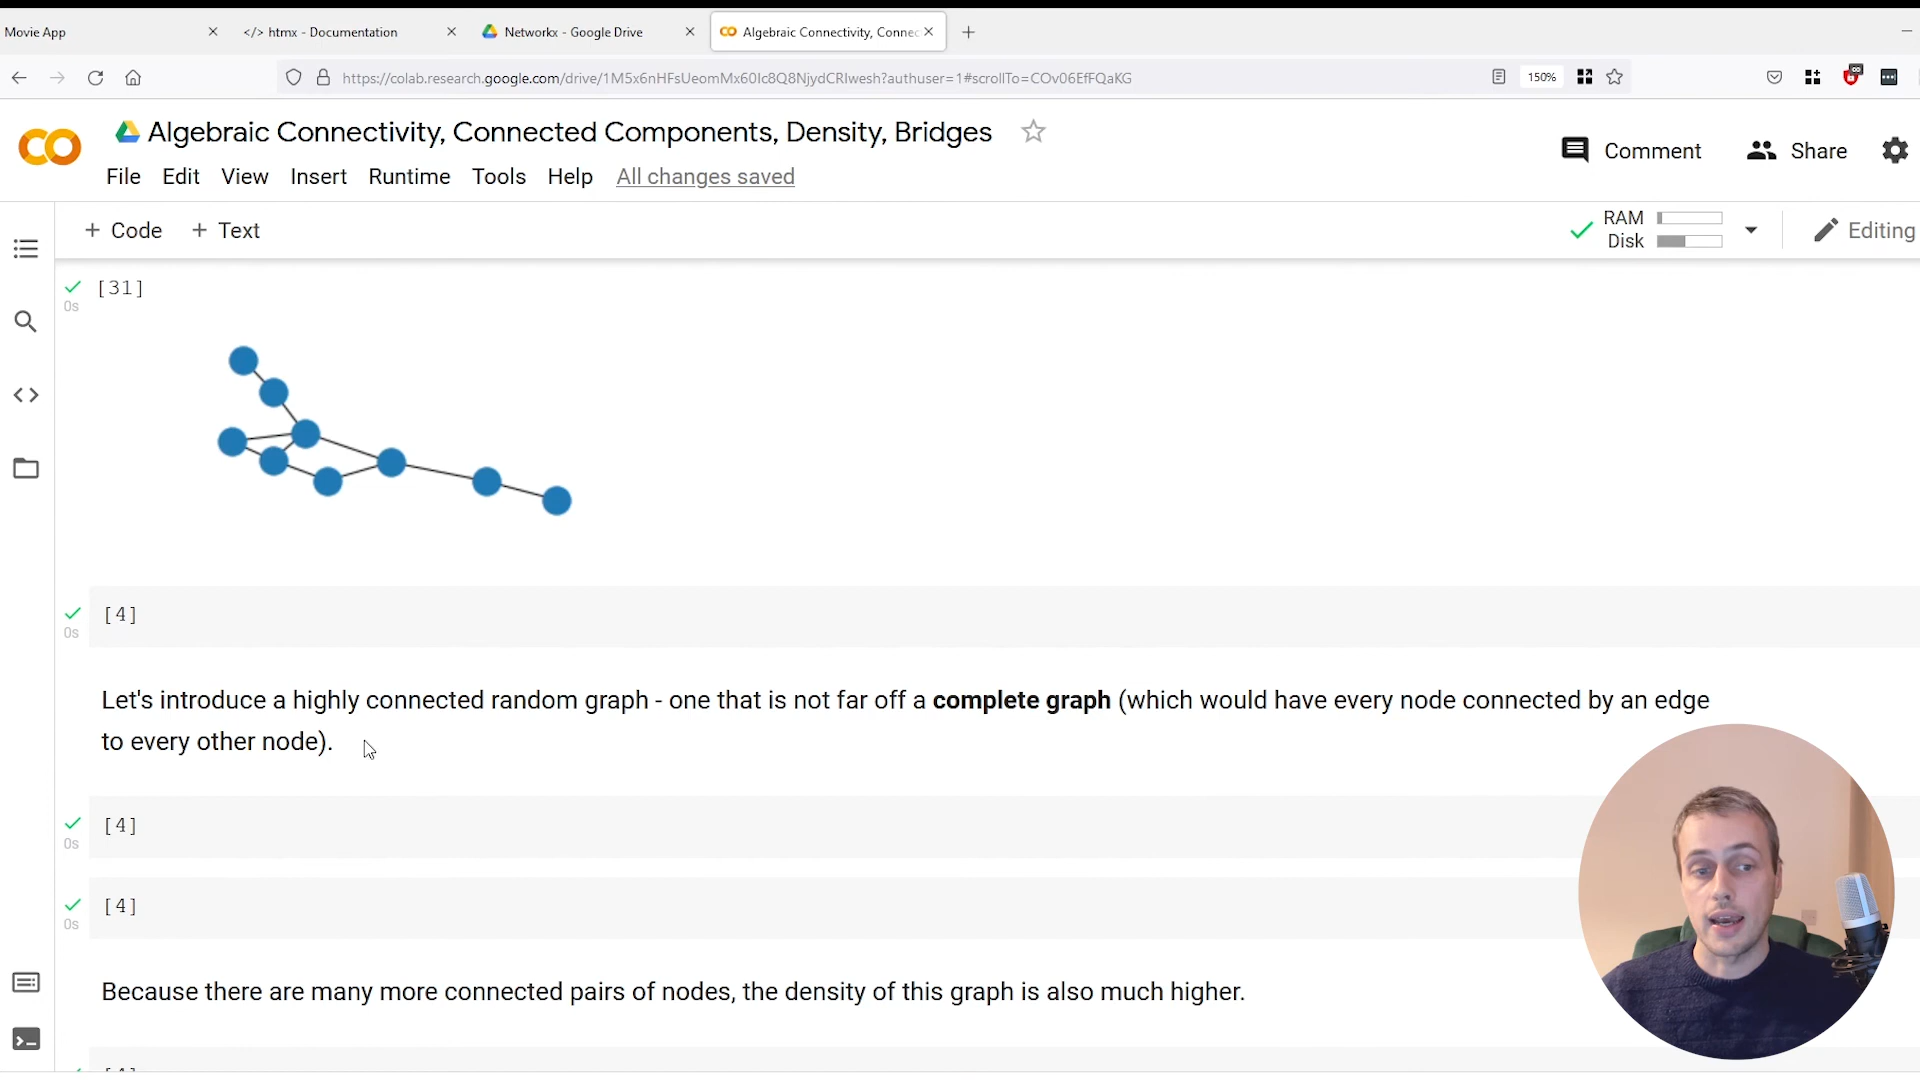 Movie App
</> htmx - Documentation
Networkx - Google Drive
Algebraic Connectivity, Connec
https://colab.research.google.com/drive/1M5x6nHFsUeomMx60Ic8Q8NjydCRIwesh?authuser=1#scrollTo=COv06EfFQaKG
150%
Algebraic Connectivity, Connected Components, Density, Bridges
Comment
Share
File Edit View Insert Runtime Tools Help All changes saved
+ Code + Text
RAM
Disk
Editing
[31]
0s
[4]
0s
Let's introduce a highly connected random graph - one that is not far off a complete graph (which would have every node connected by an edge
to every other node).
[4]
0s
[4]
0s
Because there are many more connected pairs of nodes, the density of this graph is also much higher.